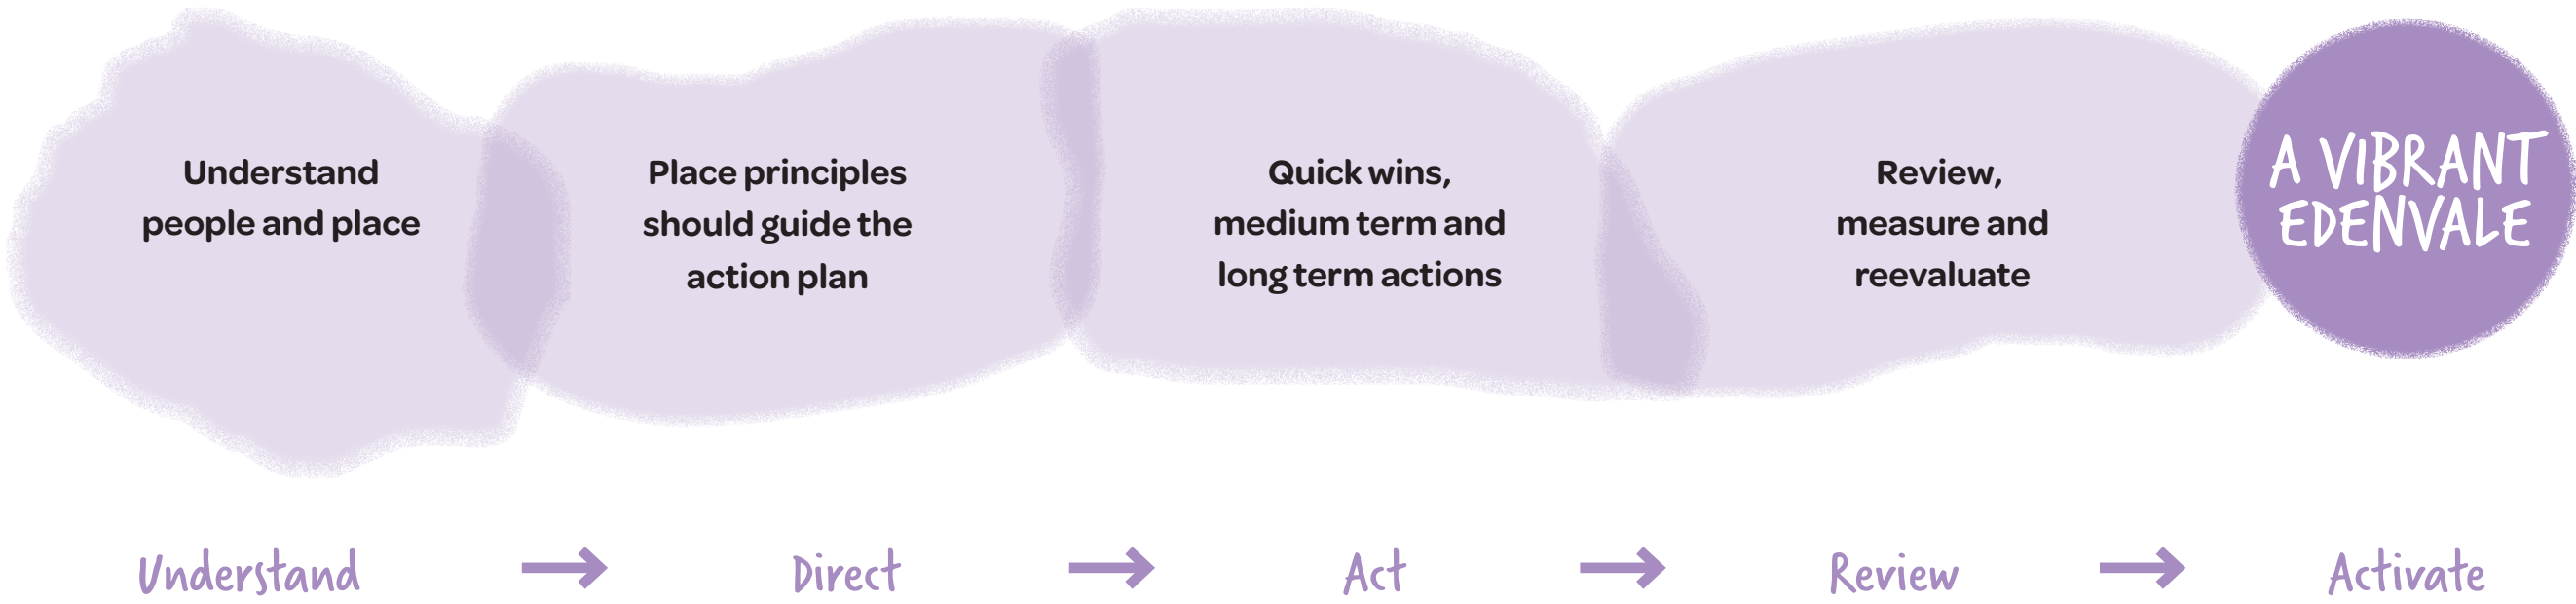 Understand
people and place
Place principles
should guide the
action plan
Quick wins,
medium term and
long term actions
Review,
measure and
reevaluate
A VIBRANT
EDENVALE
Understand
Direct
Act
Review
Activate